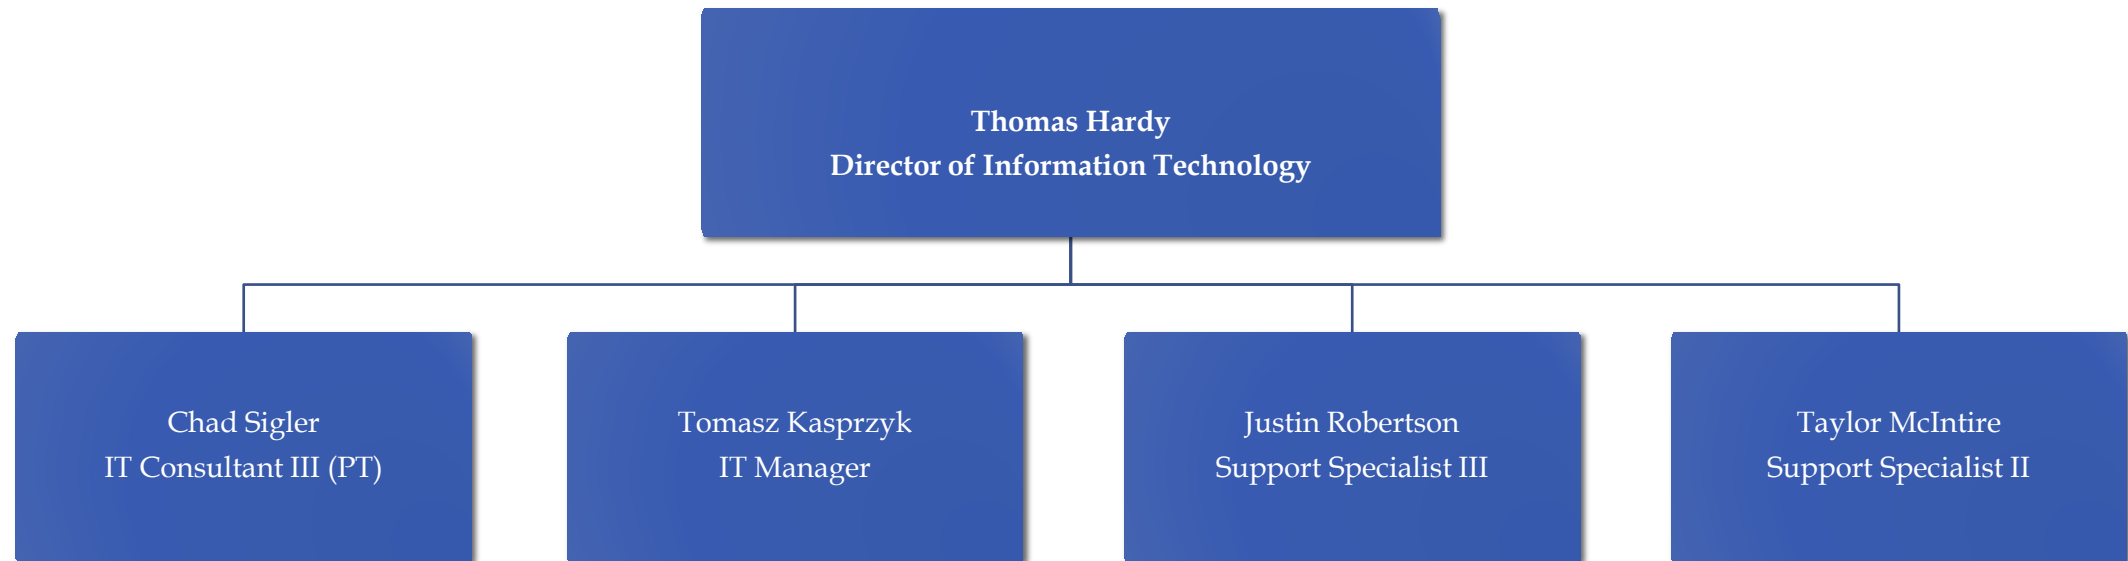 Thomas Hardy
Director of Information Technology
Chad Sigler
IT Consultant III (PT)
Tomasz Kasprzyk
IT Manager
Justin Robertson
Support Specialist III
Taylor McIntire
Support Specialist II